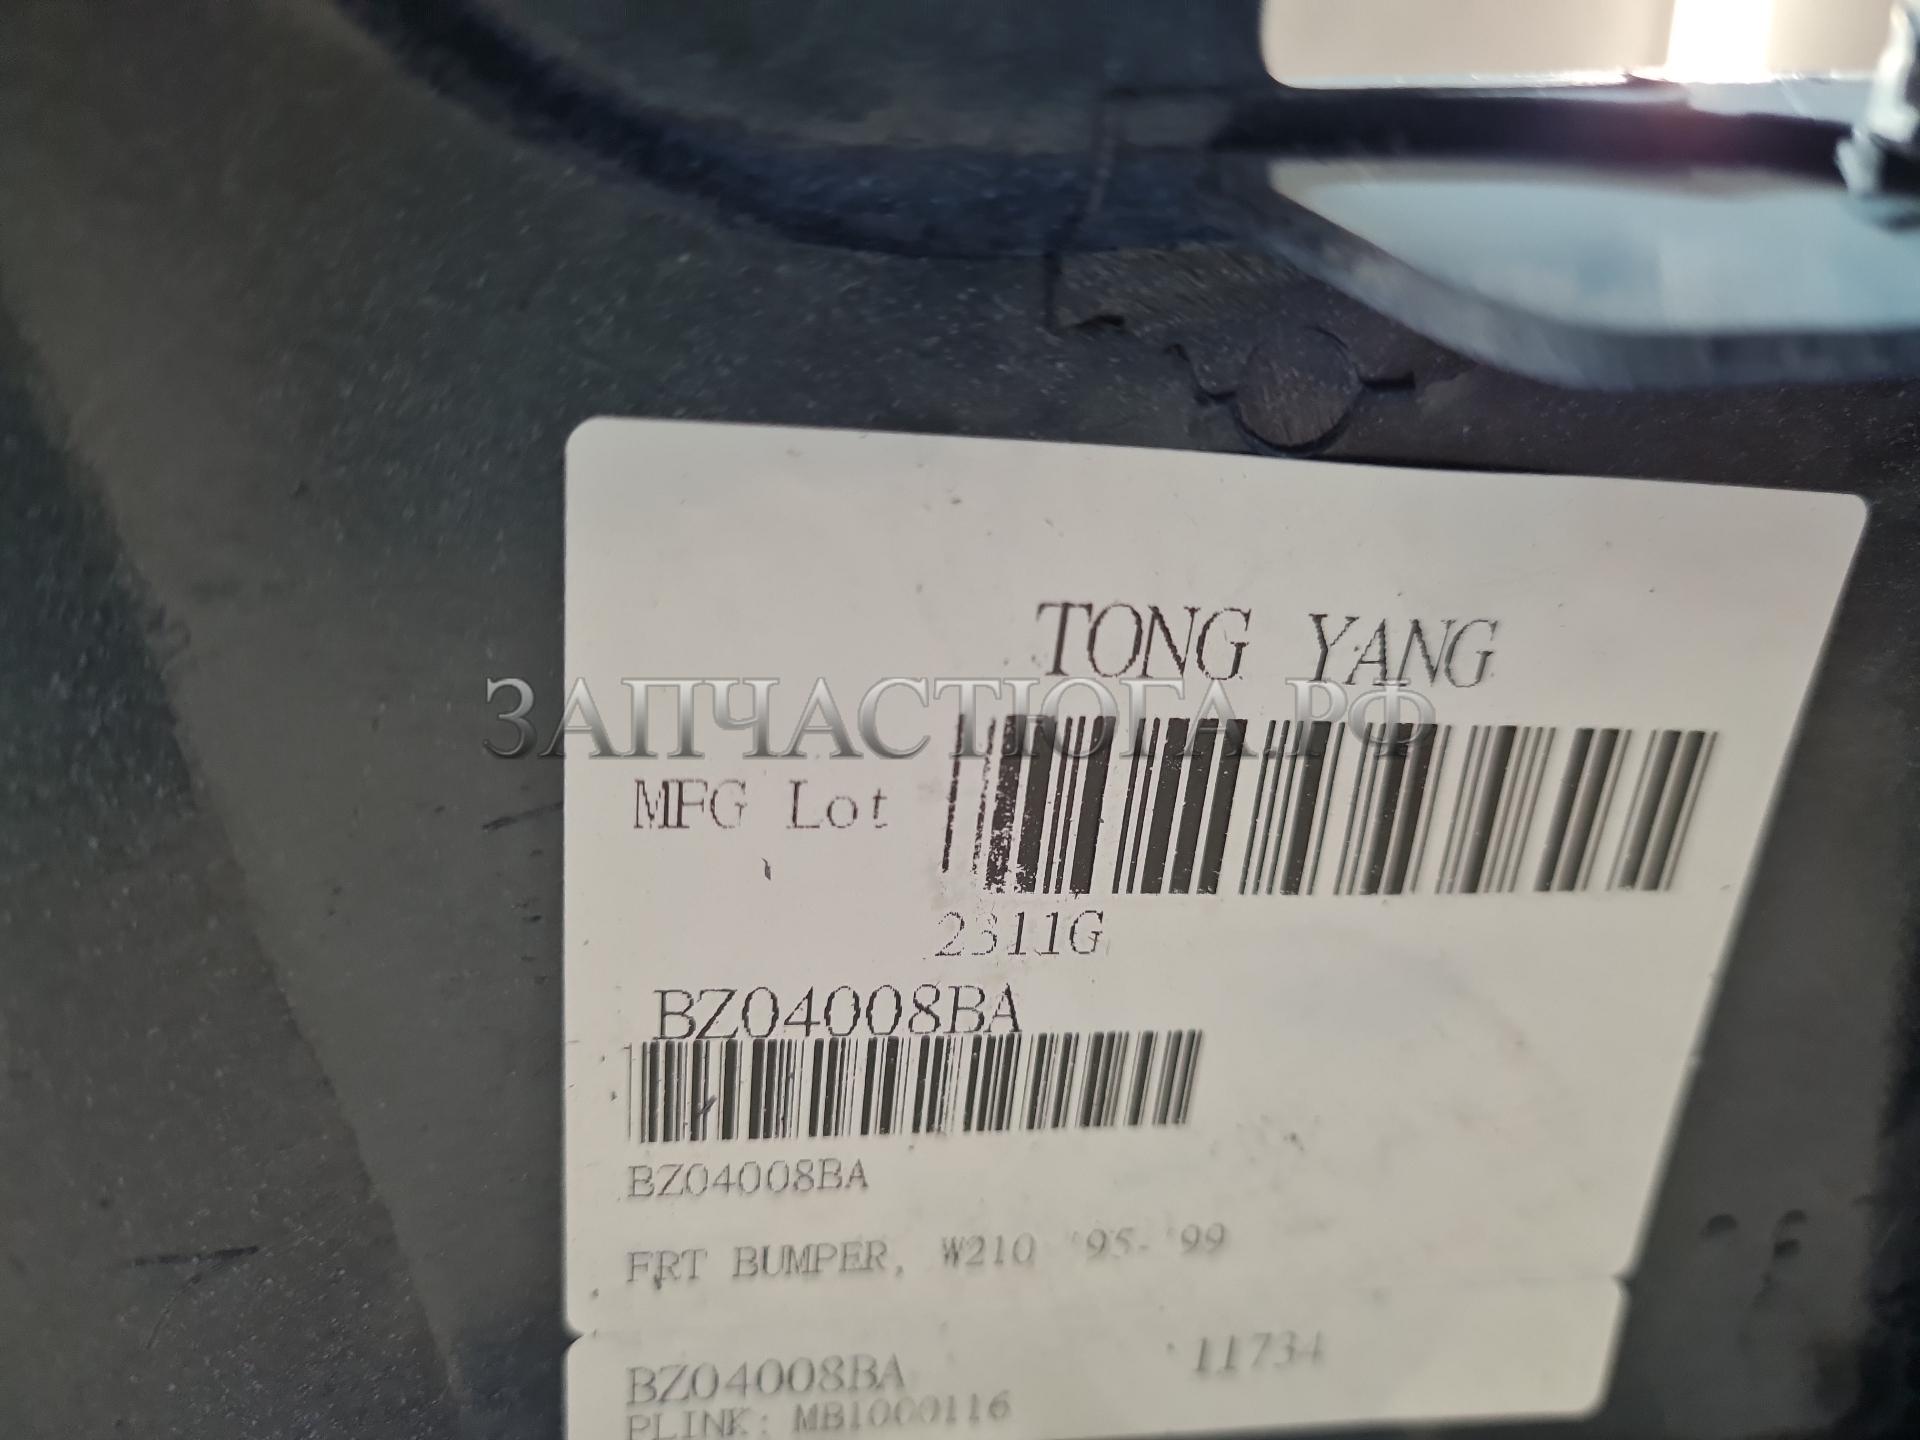 TONG YANG
ЗАПЧАСТЮГА.РФ
MFG Lot
2311G
BZ04008BA
BZ04008BA
FRT BUMPER, W210 '95-'99
BZ04008BA 11734
PLINK: MB1000116